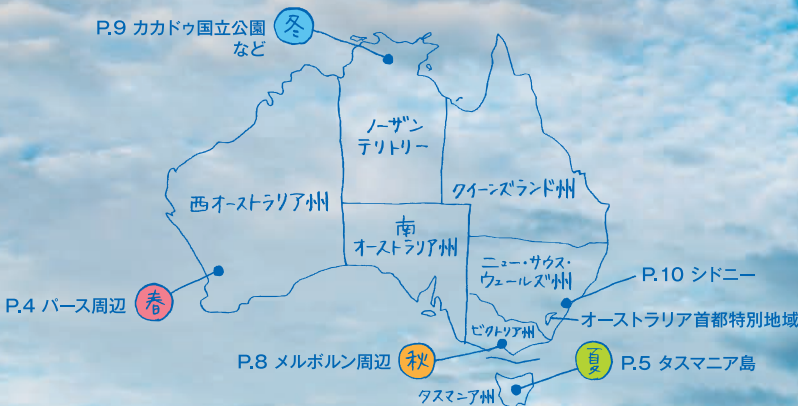 P.9 カカドゥ国立公園
など
冬
ノーザン
テリトリー
クイーンズランド州
西オーストラリア州
南
オーストラリア州
ニュー・サウス・
ウェールズ州
P.10 シドニー
P.4 パース周辺
春
オーストラリア首都特別地域
ビクトリア州
P.8 メルボルン周辺
秋
夏
P.5 タスマニア島
タスマニア州